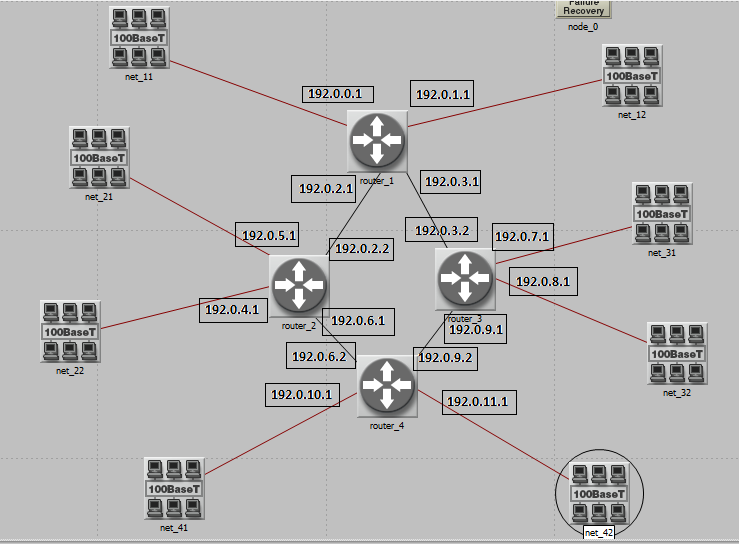 Failure
Recovery
node_0
100BaseT
net_11
100BaseT
net_12
192.0.0.1
192.0.1.1
router_1
100BaseT
net_21
192.0.2.1
192.0.3.1
100BaseT
net_31
192.0.5.1
192.0.2.2
192.0.3.2
192.0.7.1
192.0.8.1
router_2
router_3
192.0.4.1
192.0.6.1
192.0.9.1
100BaseT
net_22
100BaseT
net_32
192.0.6.2
192.0.9.2
192.0.10.1
192.0.11.1
router_4
100BaseT
net_41
100BaseT
net_42